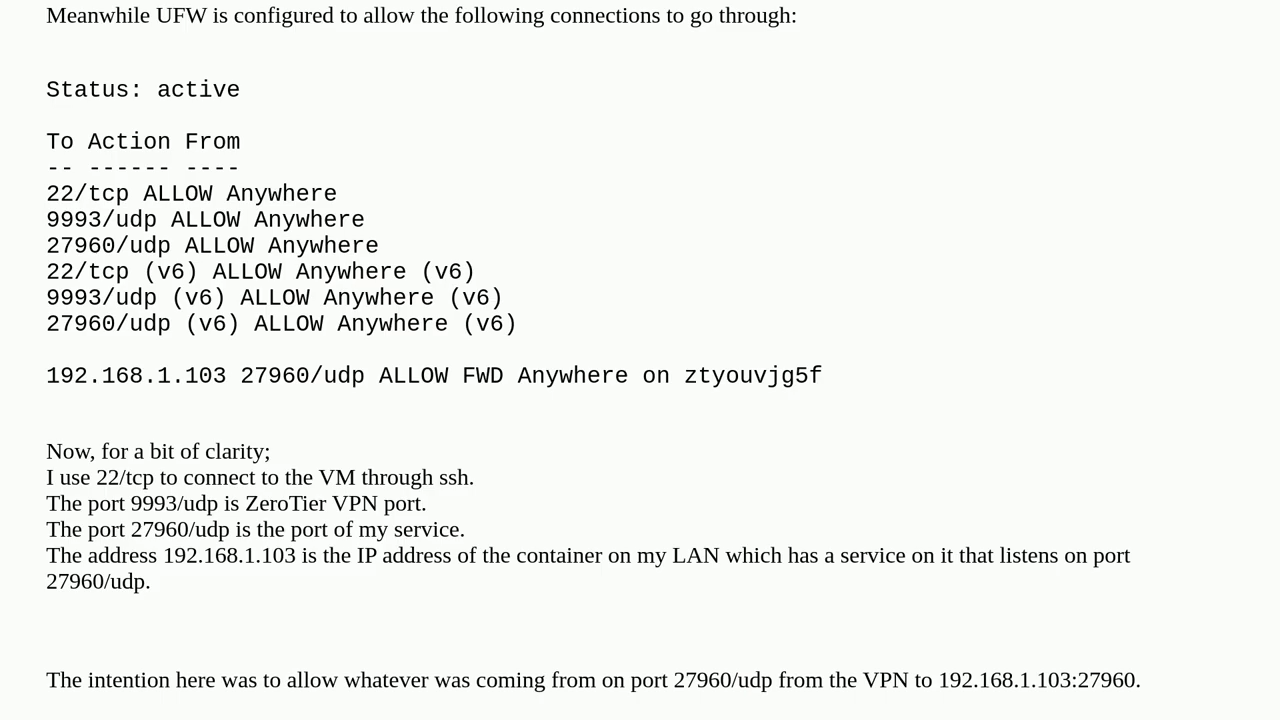 Meanwhile UFW is configured to allow the following connections to go through:
Status: active
To Action From
-- ------ ----
22/tcp ALLOW Anywhere
9993/udp ALLOW Anywhere
27960/udp ALLOW Anywhere
22/tcp (v6) ALLOW Anywhere (v6)
9993/udp (v6) ALLOW Anywhere (v6)
27960/udp (v6) ALLOW Anywhere (v6)
192.168.1.103 27960/udp ALLOW FWD Anywhere on ztyouvjg5f
Now, for a bit of clarity;
I use 22/tcp to connect to the VM through ssh.
The port 9993/udp is ZeroTier VPN port.
The port 27960/udp is the port of my service.
The address 192.168.1.103 is the IP address of the container on my LAN which has a service on it that listens on port
27960/udp.
The intention here was to allow whatever was coming from on port 27960/udp from the VPN to 192.168.1.103:27960.